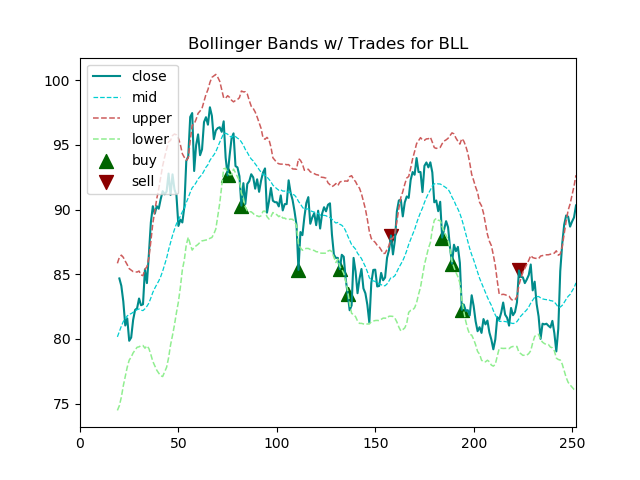 Bollinger Bands w/ Trades for BLL
close
mid
upper
lower
buy
sell
100
95
90
85
80
75
0 50 100 150 200 250